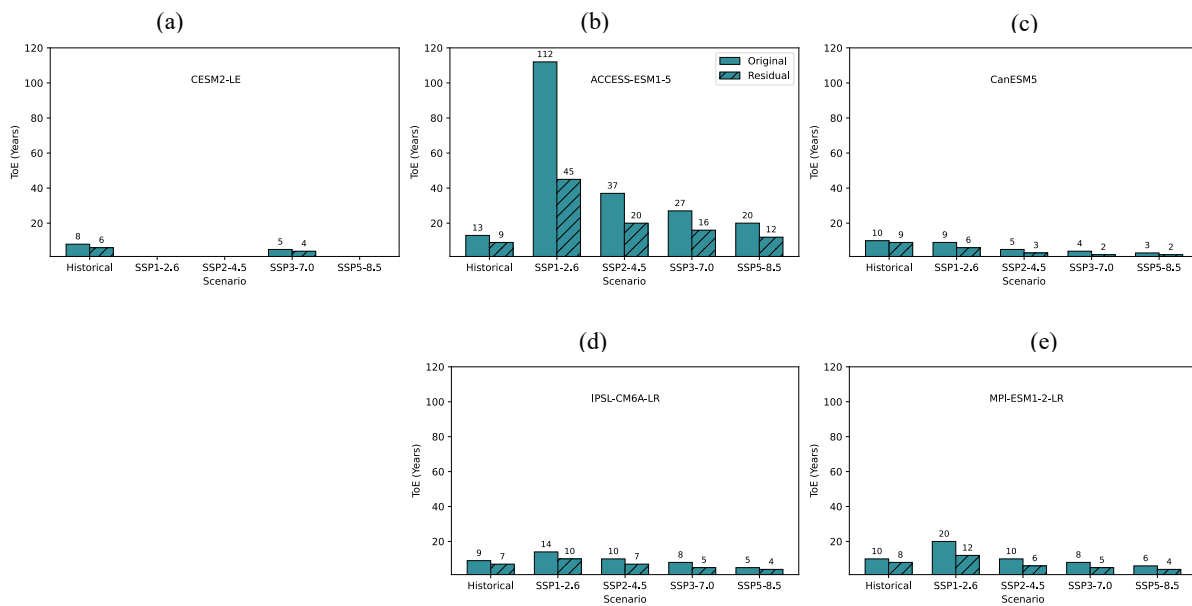 (a)
120
100
80
60
40
20
ToE (Years)
CESM2-LE
8
6
5
4
Historical
SSP1-2.6
SSP2-4.5
SSP3-7.0
SSP5-8.5
Scenario
(b)
120
100
80
60
40
20
ToE (Years)
ACCESS-ESM1-5
Original
Residual
13
9
112
45
37
20
27
16
20
12
Historical
SSP1-2.6
SSP2-4.5
SSP3-7.0
SSP5-8.5
Scenario
(c)
120
100
80
60
40
20
ToE (Years)
CanESM5
10
9
9
6
5
3
4
2
3
2
Historical
SSP1-2.6
SSP2-4.5
SSP3-7.0
SSP5-8.5
Scenario
(d)
120
100
80
60
40
20
ToE (Years)
IPSL-CM6A-LR
9
7
14
10
10
7
8
5
5
4
Historical
SSP1-2.6
SSP2-4.5
SSP3-7.0
SSP5-8.5
Scenario
(e)
120
100
80
60
40
20
ToE (Years)
MPI-ESM1-2-LR
10
8
20
12
10
6
8
5
6
4
Historical
SSP1-2.6
SSP2-4.5
SSP3-7.0
SSP5-8.5
Scenario